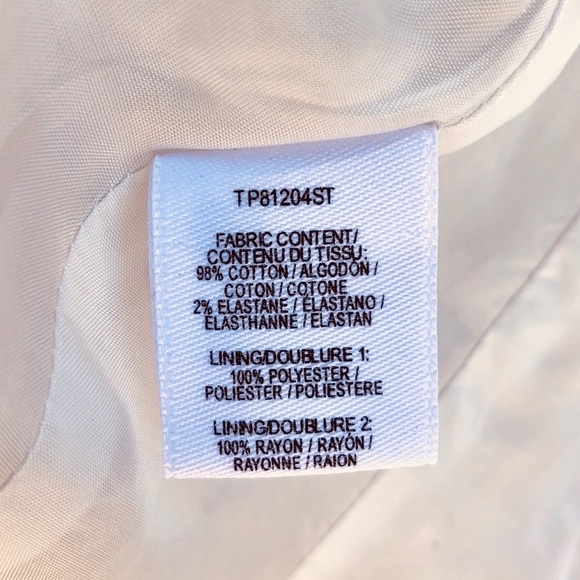 TP81204ST
FABRIC CONTENT/
CONTENU DU TISSU:
98% COTTON / ALGODÓN /
COTON / COTONE
2% ELASTANE / ELASTANO /
ELASTHANNE / ELASTAN
LINING/DOUBLURE 1:
100% POLYESTER /
POLIÉSTER / POLIESTERE
LINING/DOUBLURE 2:
100% RAYON / RAYÓN /
RAYONNE / RAION